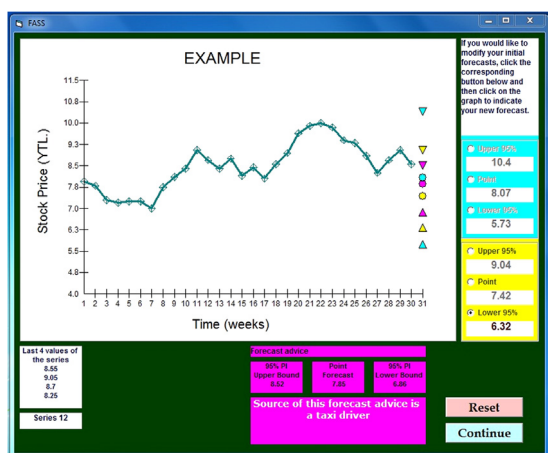 FASS
EXAMPLE
Stock Price (YTL.)
11.5
10.8
10.0
9.3
8.5
7.8
7.0
6.3
5.5
4.8
4.0
1 2 3 4 5 6 7 8 9 10 11 12 13 14 15 16 17 18 19 20 21 22 23 24 25 26 27 28 29 30 31
Time (weeks)
If you would like to
modify your initial
forecasts, click the
corresponding
button below and
then click on the
graph to indicate
your new forecast.
Upper 95%
10.4
Point
8.07
Lower 95%
5.73
Upper 95%
9.04
Point
7.42
Lower 95%
6.32
Last 4 values of
the series
8.55
9.05
8.7
8.25
Series 12
Forecast advice
95% PI
Upper Bound
8.52
Point
Forecast
7.85
95% PI
Lower Bound
6.86
Source of this forecast advice is
a taxi driver
Reset
Continue